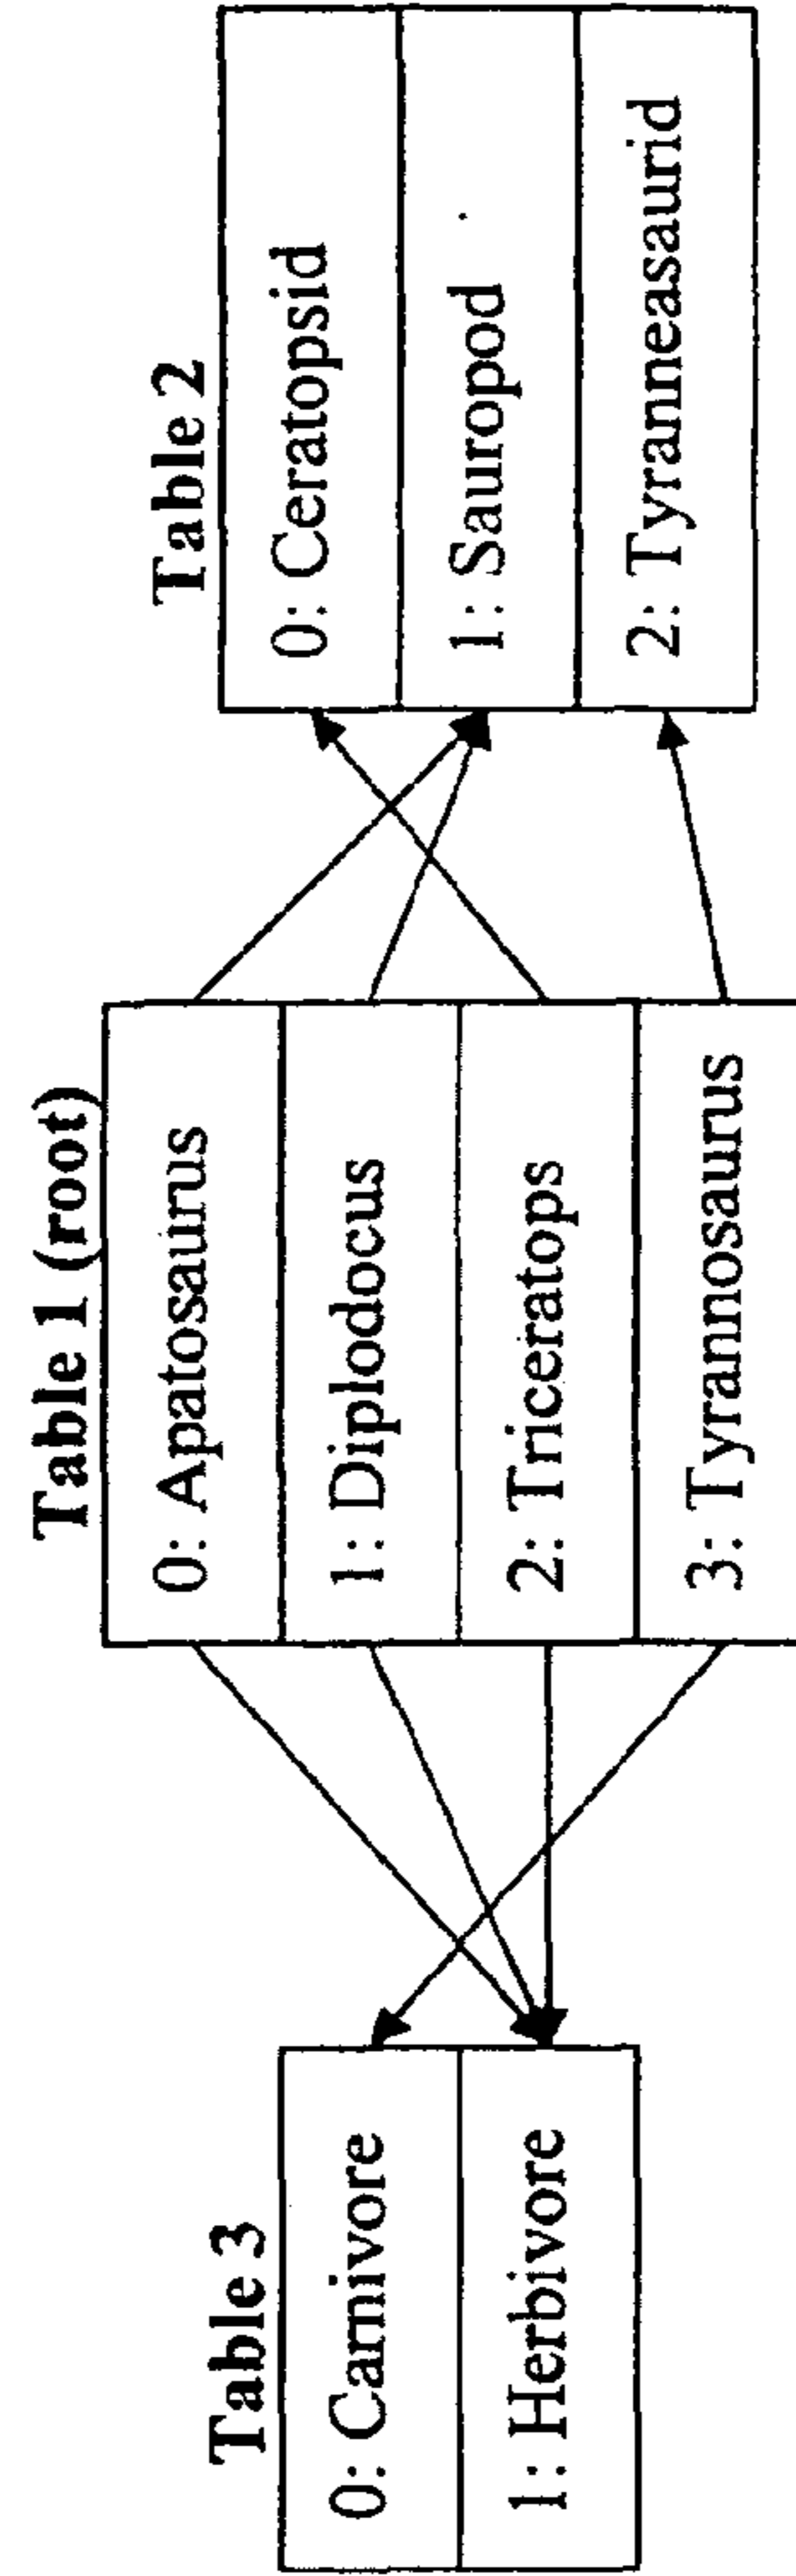 Table 3
0: Carnivore
1: Herbivore
Table 1 (root)
0: Apatosaurus
1: Diplodocus
2: Triceratops
3: Tyrannosaurus
Table 2
0: Ceratopsid
1: Sauropod
2: Tyranneasaurid